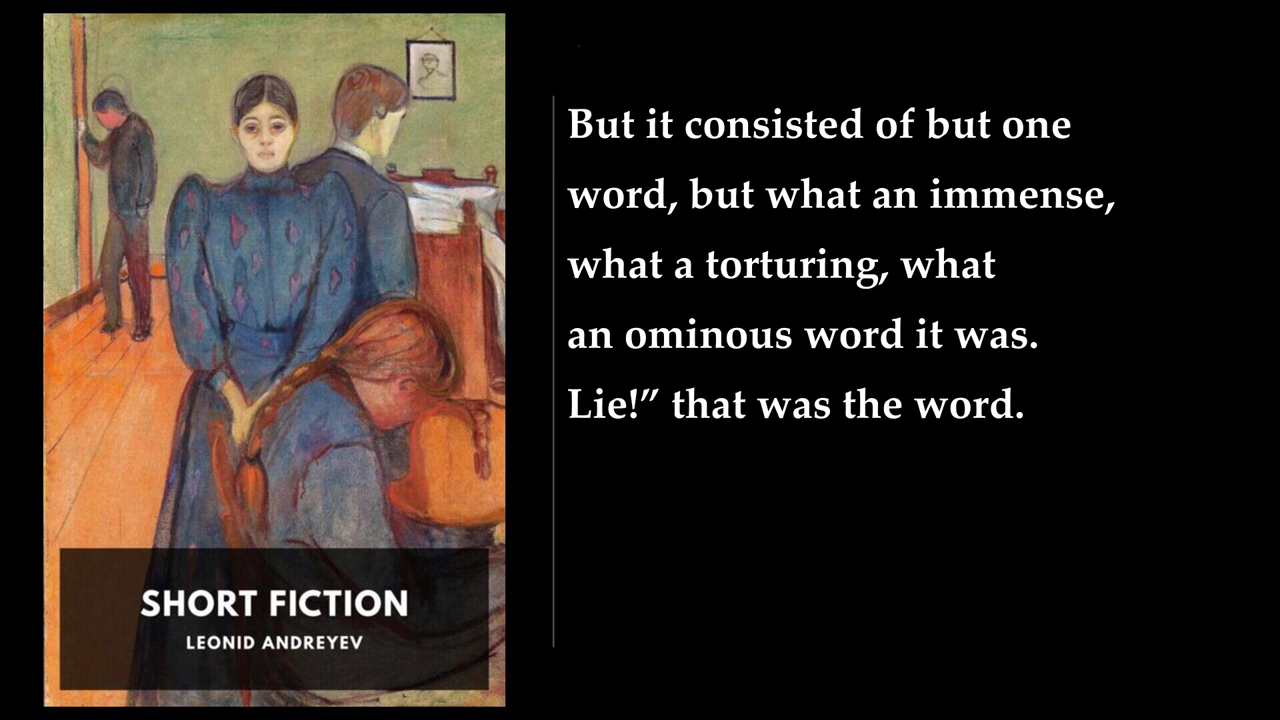 But it consisted of but one
word, but what an immense,
what a torturing, what
an ominous word it was.
Lie!” that was the word.
SHORT FICTION
LEONID ANDREYEV